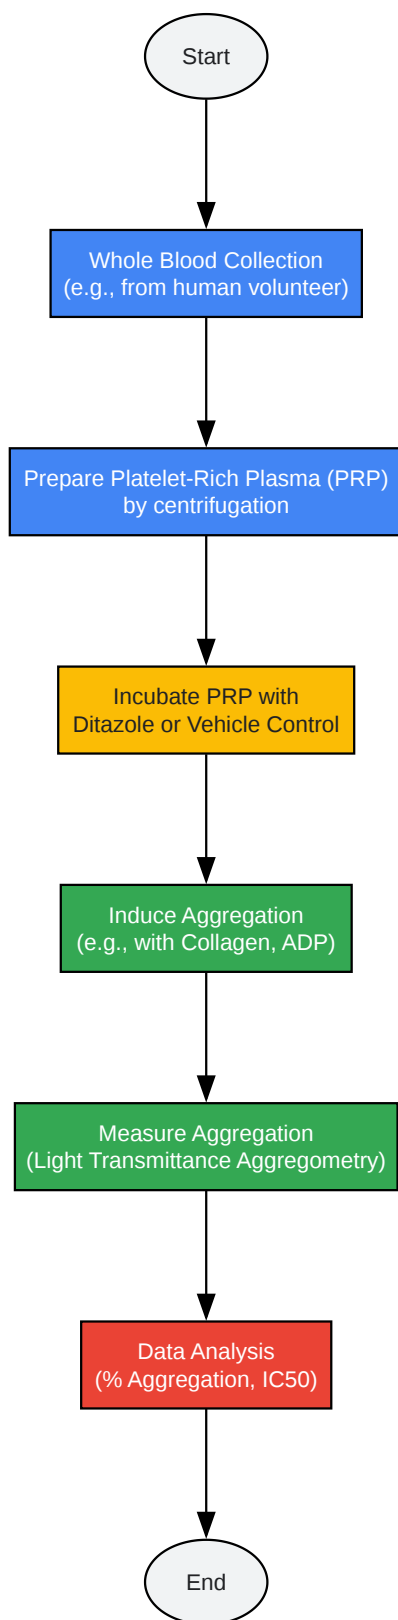 Start
Whole Blood Collection
(e.g., from human volunteer)
Prepare Platelet-Rich Plasma (PRP)
by centrifugation
Incubate PRP with
Ditazole or Vehicle Control
Induce Aggregation
(e.g., with Collagen, ADP)
Measure Aggregation
(Light Transmittance Aggregometry)
Data Analysis
(% Aggregation, IC50)
End